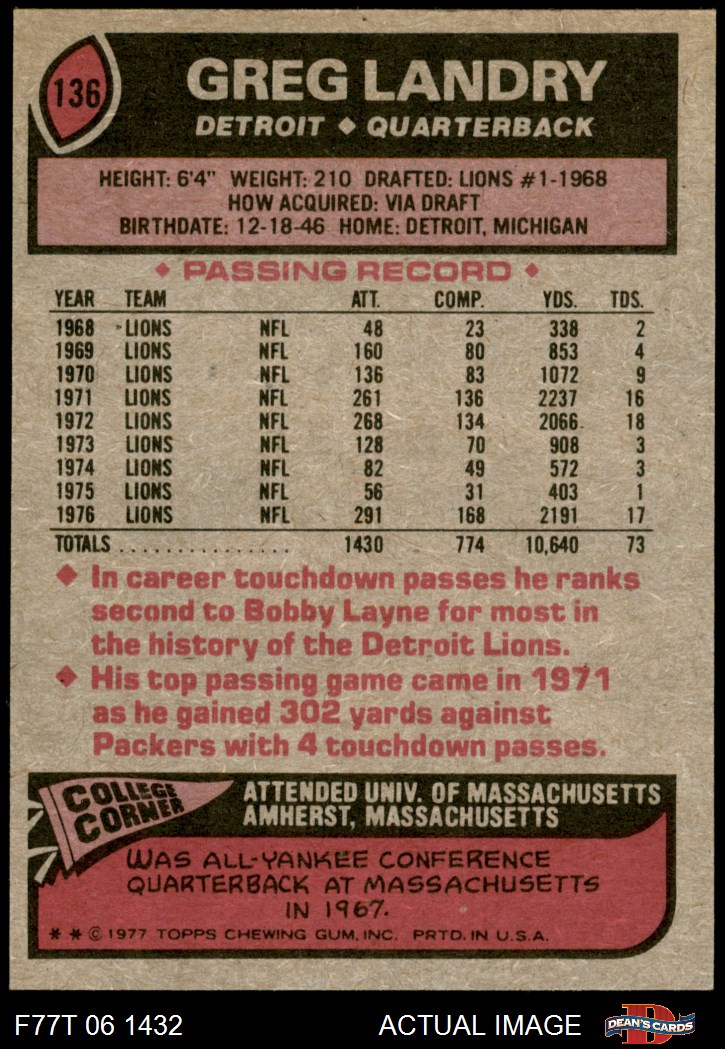 136
GREG LANDRY
DETROIT ◆ QUARTERBACK
HEIGHT: 6'4" WEIGHT: 210 DRAFTED: LIONS #1-1968
HOW ACQUIRED: VIA DRAFT
BIRTHDATE: 12-18-46 HOME: DETROIT, MICHIGAN
◆ PASSING RECORD ◆
YEAR TEAM ATT. COMP. YDS. TDS.
1968 LIONS NFL 48 23 338 2
1969 LIONS NFL 160 80 853 4
1970 LIONS NFL 136 83 1072 9
1971 LIONS NFL 261 136 2237 16
1972 LIONS NFL 268 134 2066 18
1973 LIONS NFL 128 70 908 3
1974 LIONS NFL 82 49 572 3
1975 LIONS NFL 56 31 403 1
1976 LIONS NFL 291 168 2191 17
TOTALS ................ 1430 774 10,640 73
◆ In career touchdown passes he ranks
second to Bobby Layne for most in
the history of the Detroit Lions.
◆ His top passing game came in 1971
as he gained 302 yards against
Packers with 4 touchdown passes.
COLLEGE
CORNER
ATTENDED UNIV. OF MASSACHUSETTS
AMHERST, MASSACHUSETTS
WAS ALL-YANKEE CONFERENCE
QUARTERBACK AT MASSACHUSETTS
IN 1967.
* * © 1977 TOPPS CHEWING GUM, INC. PRTD. IN U.S.A.
F77T 06 1432 ACTUAL IMAGE
D
DEAN'S CARDS